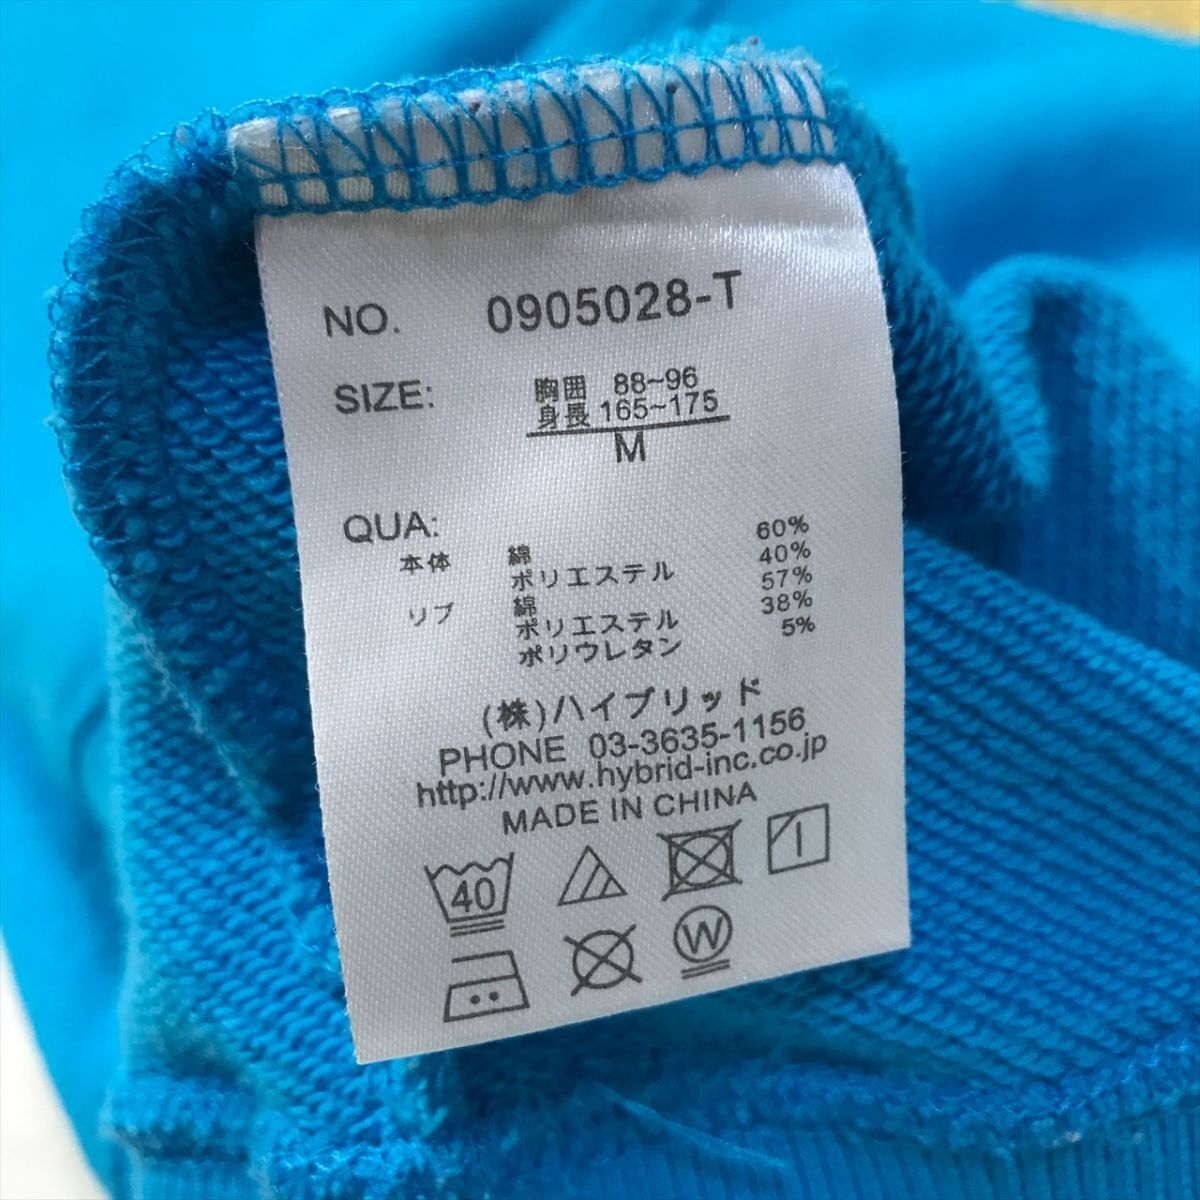 NO. 0905028-T
SIZE: 胸囲 88~96
身長 165~175
M
QUA:
本体 綿 60%
ポリエステル 40%
リブ 綿 57%
ポリエステル 38%
ポリウレタン 5%
(株)ハイブリッド
PHONE 03-3635-1156
http://www.hybrid-inc.co.jp
MADE IN CHINA
40
W